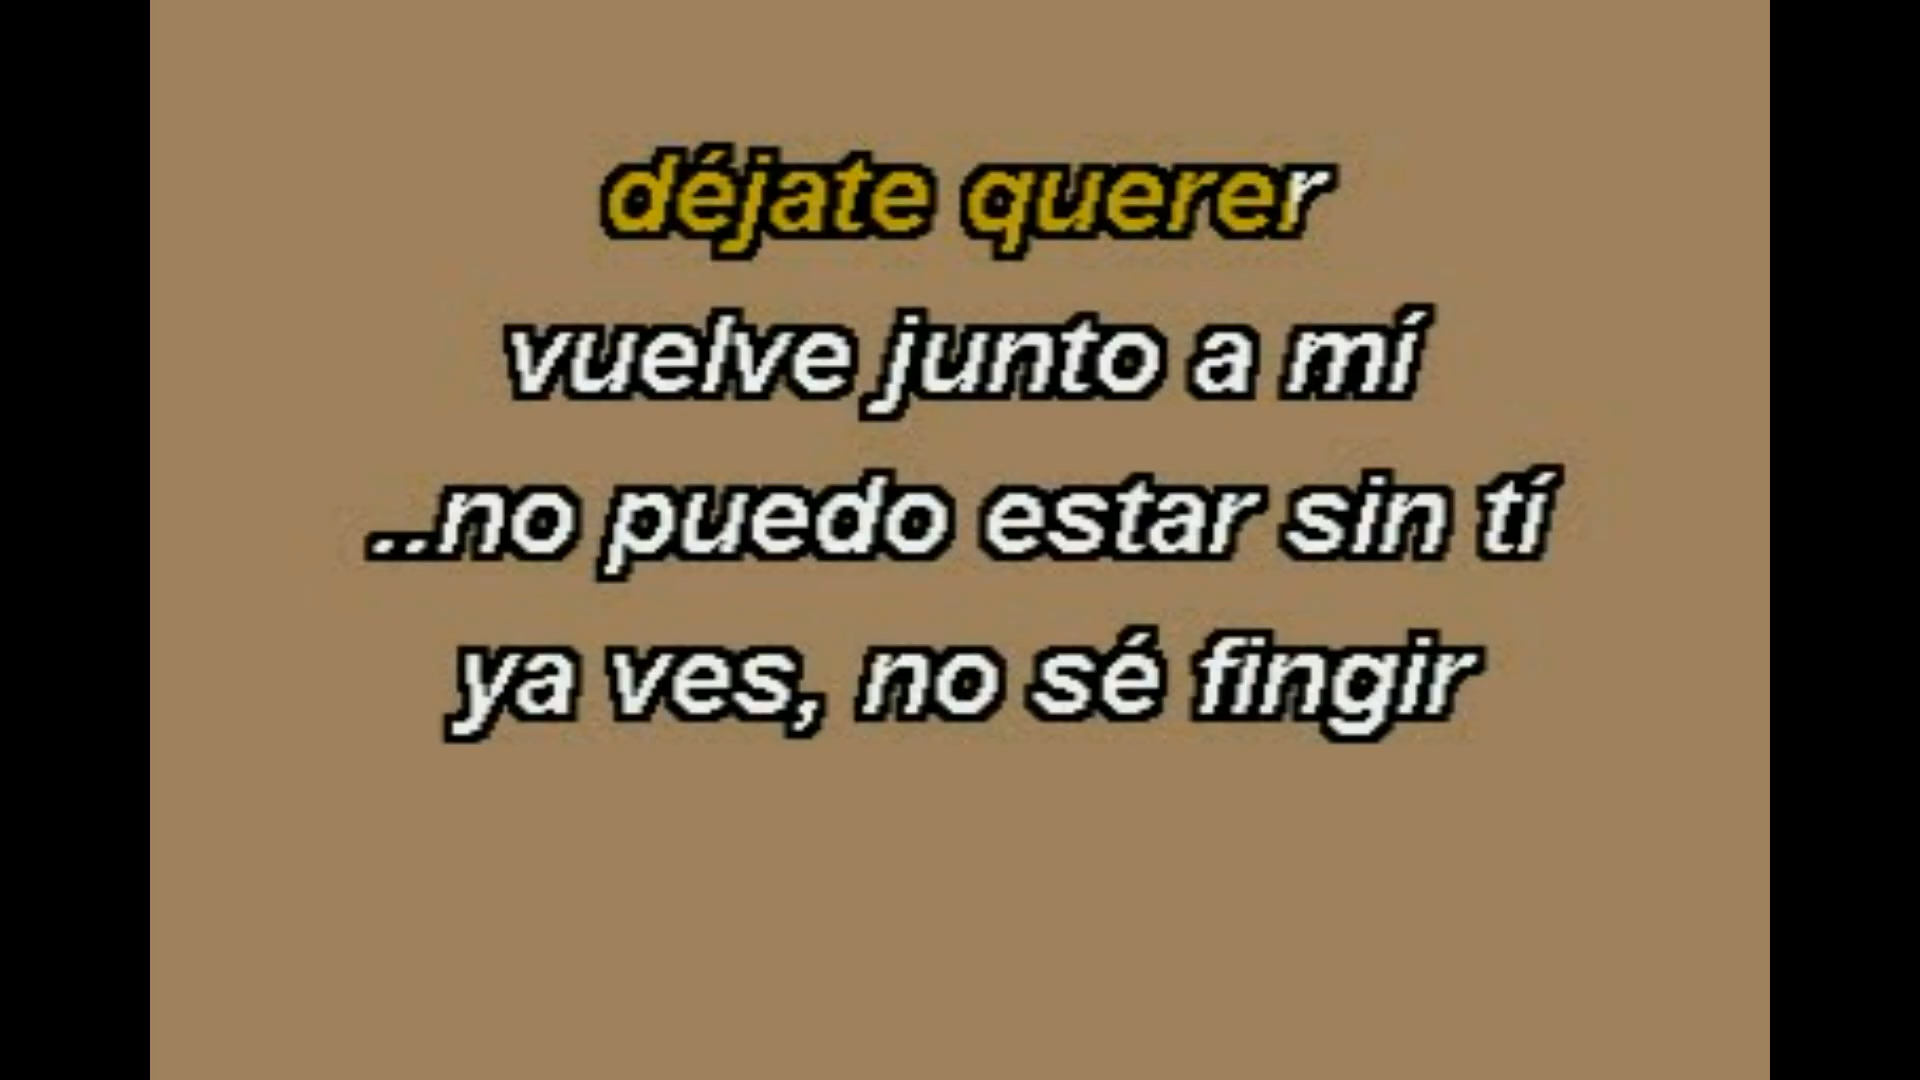 déjate querer
vuelve junto a mí
..no puedo estar sin tí
ya ves, no sé fingir